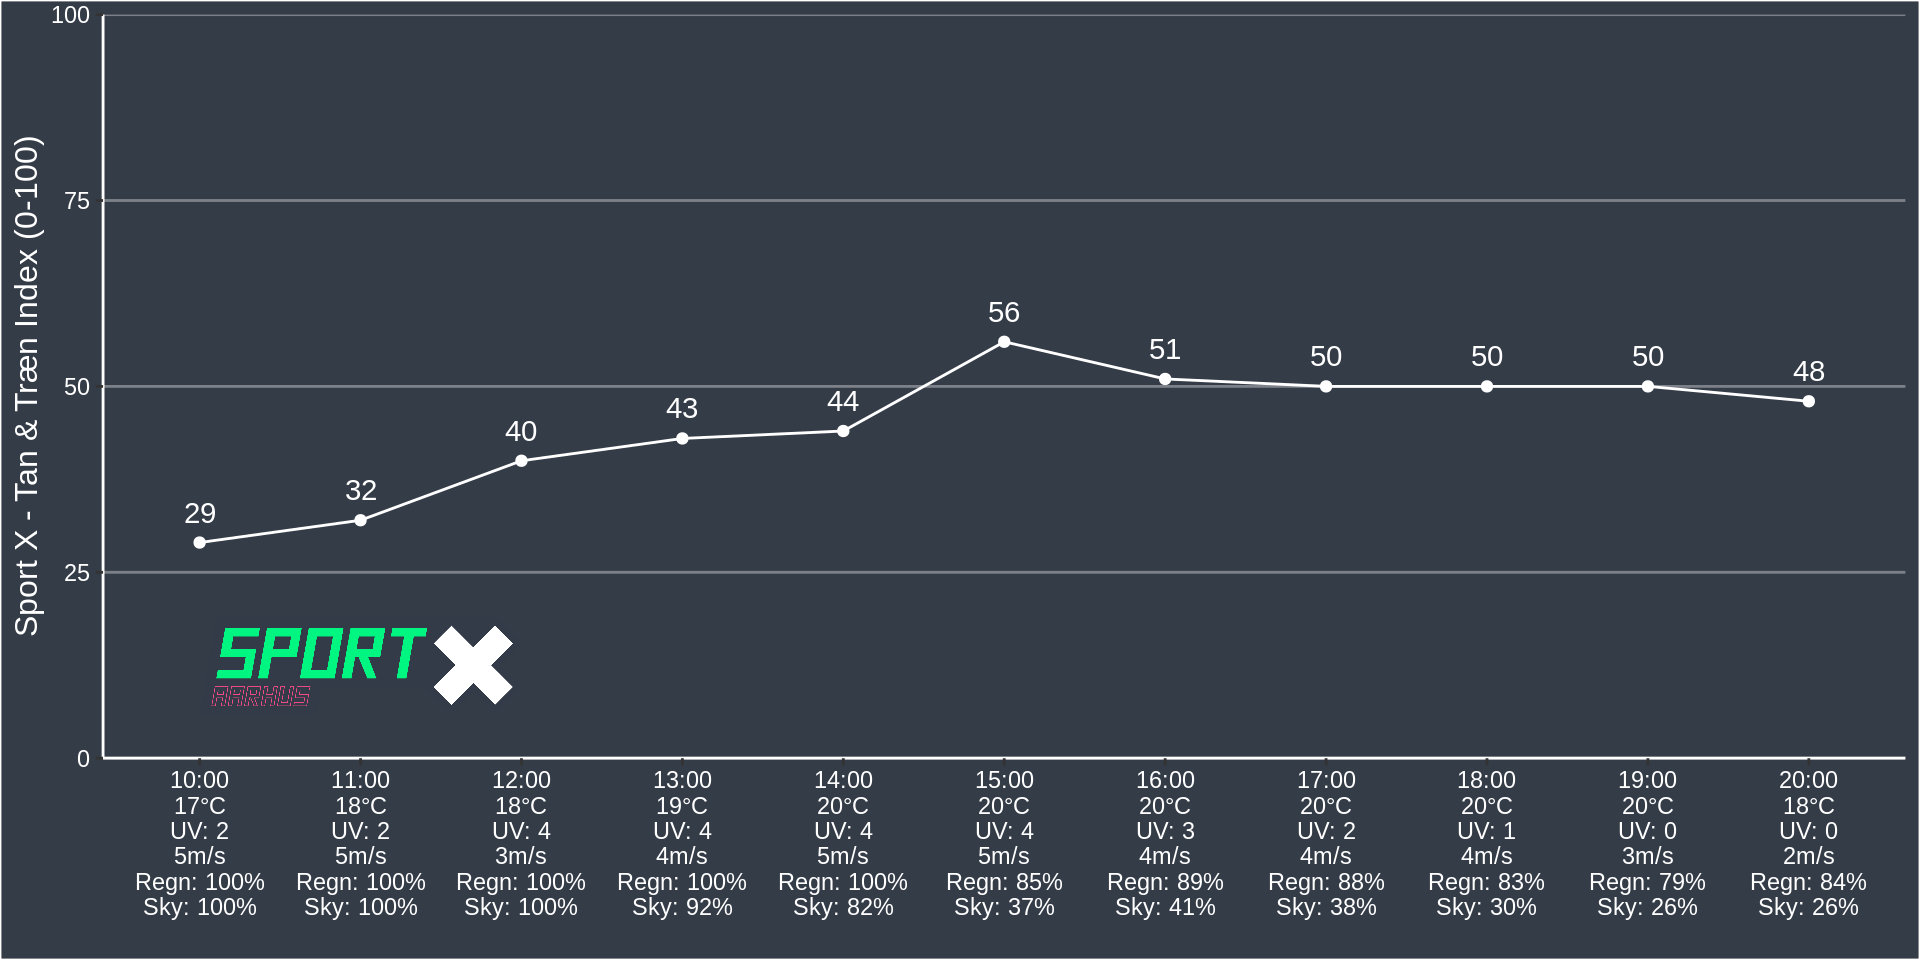 Sport X - Tan & Træn Index (0-100)
100
75
50
25
0
29
32
40
43
44
56
51
50
50
50
48
SPORT X
AARHUS
10:00 11:00 12:00 13:00 14:00 15:00 16:00 17:00 18:00 19:00 20:00
17°C 18°C 18°C 19°C 20°C 20°C 20°C 20°C 20°C 20°C 18°C
UV: 2 UV: 2 UV: 4 UV: 4 UV: 4 UV: 4 UV: 3 UV: 2 UV: 1 UV: 0 UV: 0
5m/s 5m/s 3m/s 4m/s 5m/s 5m/s 4m/s 4m/s 4m/s 3m/s 2m/s
Regn: 100% Regn: 100% Regn: 100% Regn: 100% Regn: 100% Regn: 85% Regn: 89% Regn: 88% Regn: 83% Regn: 79% Regn: 84%
Sky: 100% Sky: 100% Sky: 100% Sky: 92% Sky: 82% Sky: 37% Sky: 41% Sky: 38% Sky: 30% Sky: 26% Sky: 26%